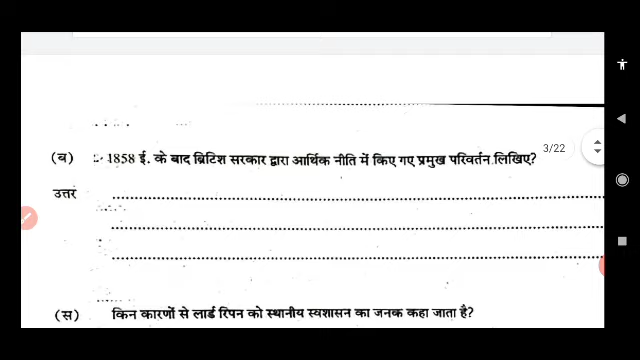 3/22
(ब) 1858 ई. के बाद ब्रिटिश सरकार द्वारा आर्थिक नीति में किए गए प्रमुख परिवर्तन लिखिए?
उत्तर
(स) किन कारणों से लार्ड रिपन को स्थानीय स्वशासन का जनक कहा जाता है?